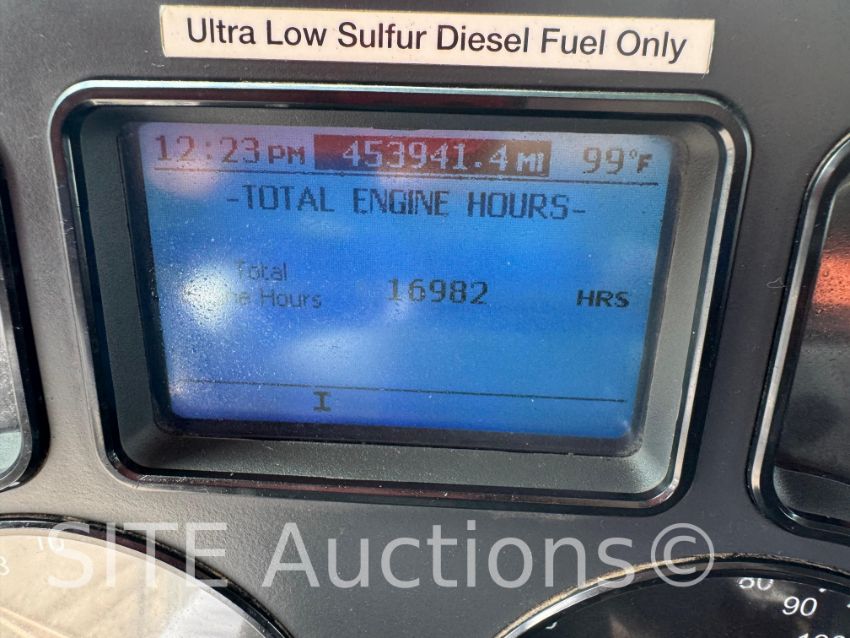 Ultra Low Sulfur Diesel Fuel Only
12:23 PM 453941.4 MI 99°F
-TOTAL ENGINE HOURS-
Total
Hours 16982 HRS
I
SITE Auctions©
10
80
90